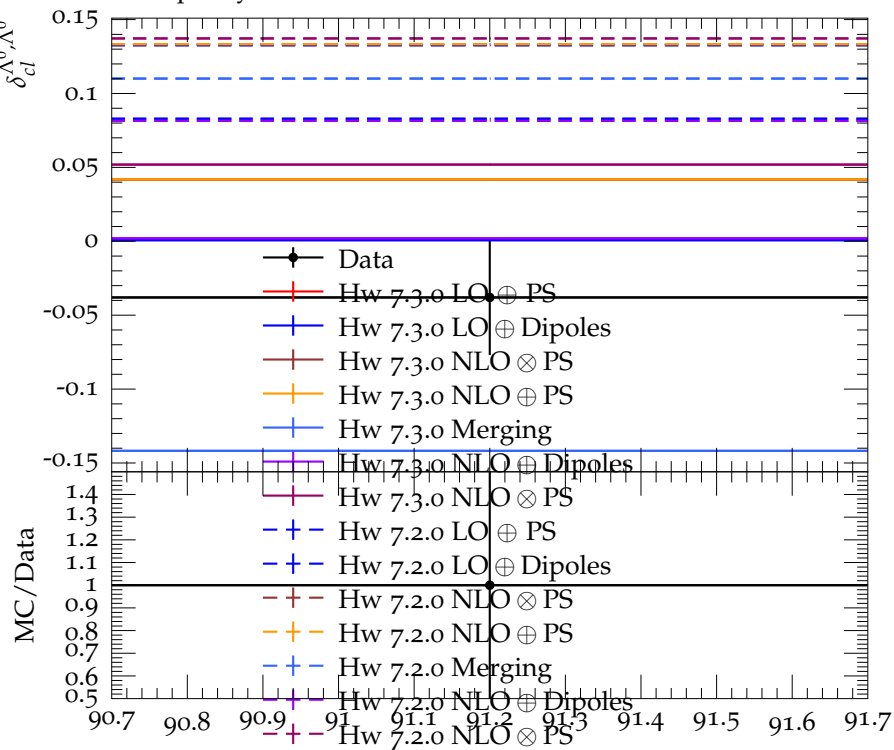 0.15
δ_cl^Λ⁰,Λ⁰
0.1
0.05
0
-0.05
-0.1
-0.15
Data
Hw 7.3.0 LO ⊕ PS
Hw 7.3.0 LO ⊕ Dipoles
Hw 7.3.0 NLO ⊗ PS
Hw 7.3.0 NLO ⊕ PS
Hw 7.3.0 Merging
Hw 7.3.0 NLO ⊕ Dipoles
Hw 7.3.0 NLO ⊗ PS
Hw 7.2.0 LO ⊕ PS
Hw 7.2.0 LO ⊕ Dipoles
Hw 7.2.0 NLO ⊗ PS
Hw 7.2.0 NLO ⊕ PS
Hw 7.2.0 Merging
Hw 7.2.0 NLO ⊕ Dipoles
Hw 7.2.0 NLO ⊗ PS
MC/Data
1.4
1.3
1.2
1.1
1
0.9
0.8
0.7
0.6
0.5
90.7 90.8 90.9 91 91.1 91.2 91.3 91.4 91.5 91.6 91.7